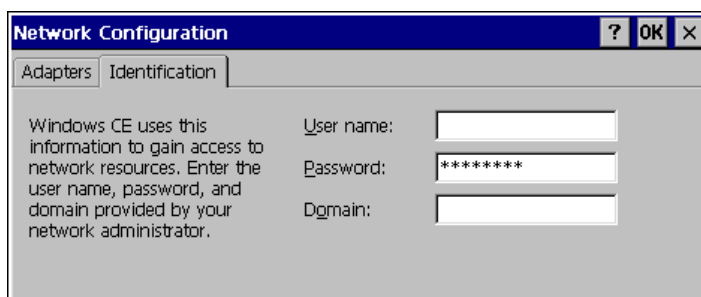 Network Configuration ? OK ×
Adapters Identification
Windows CE uses this
information to gain access to
network resources. Enter the
user name, password, and
domain provided by your
network administrator.
User name:
Password: ********
Domain: